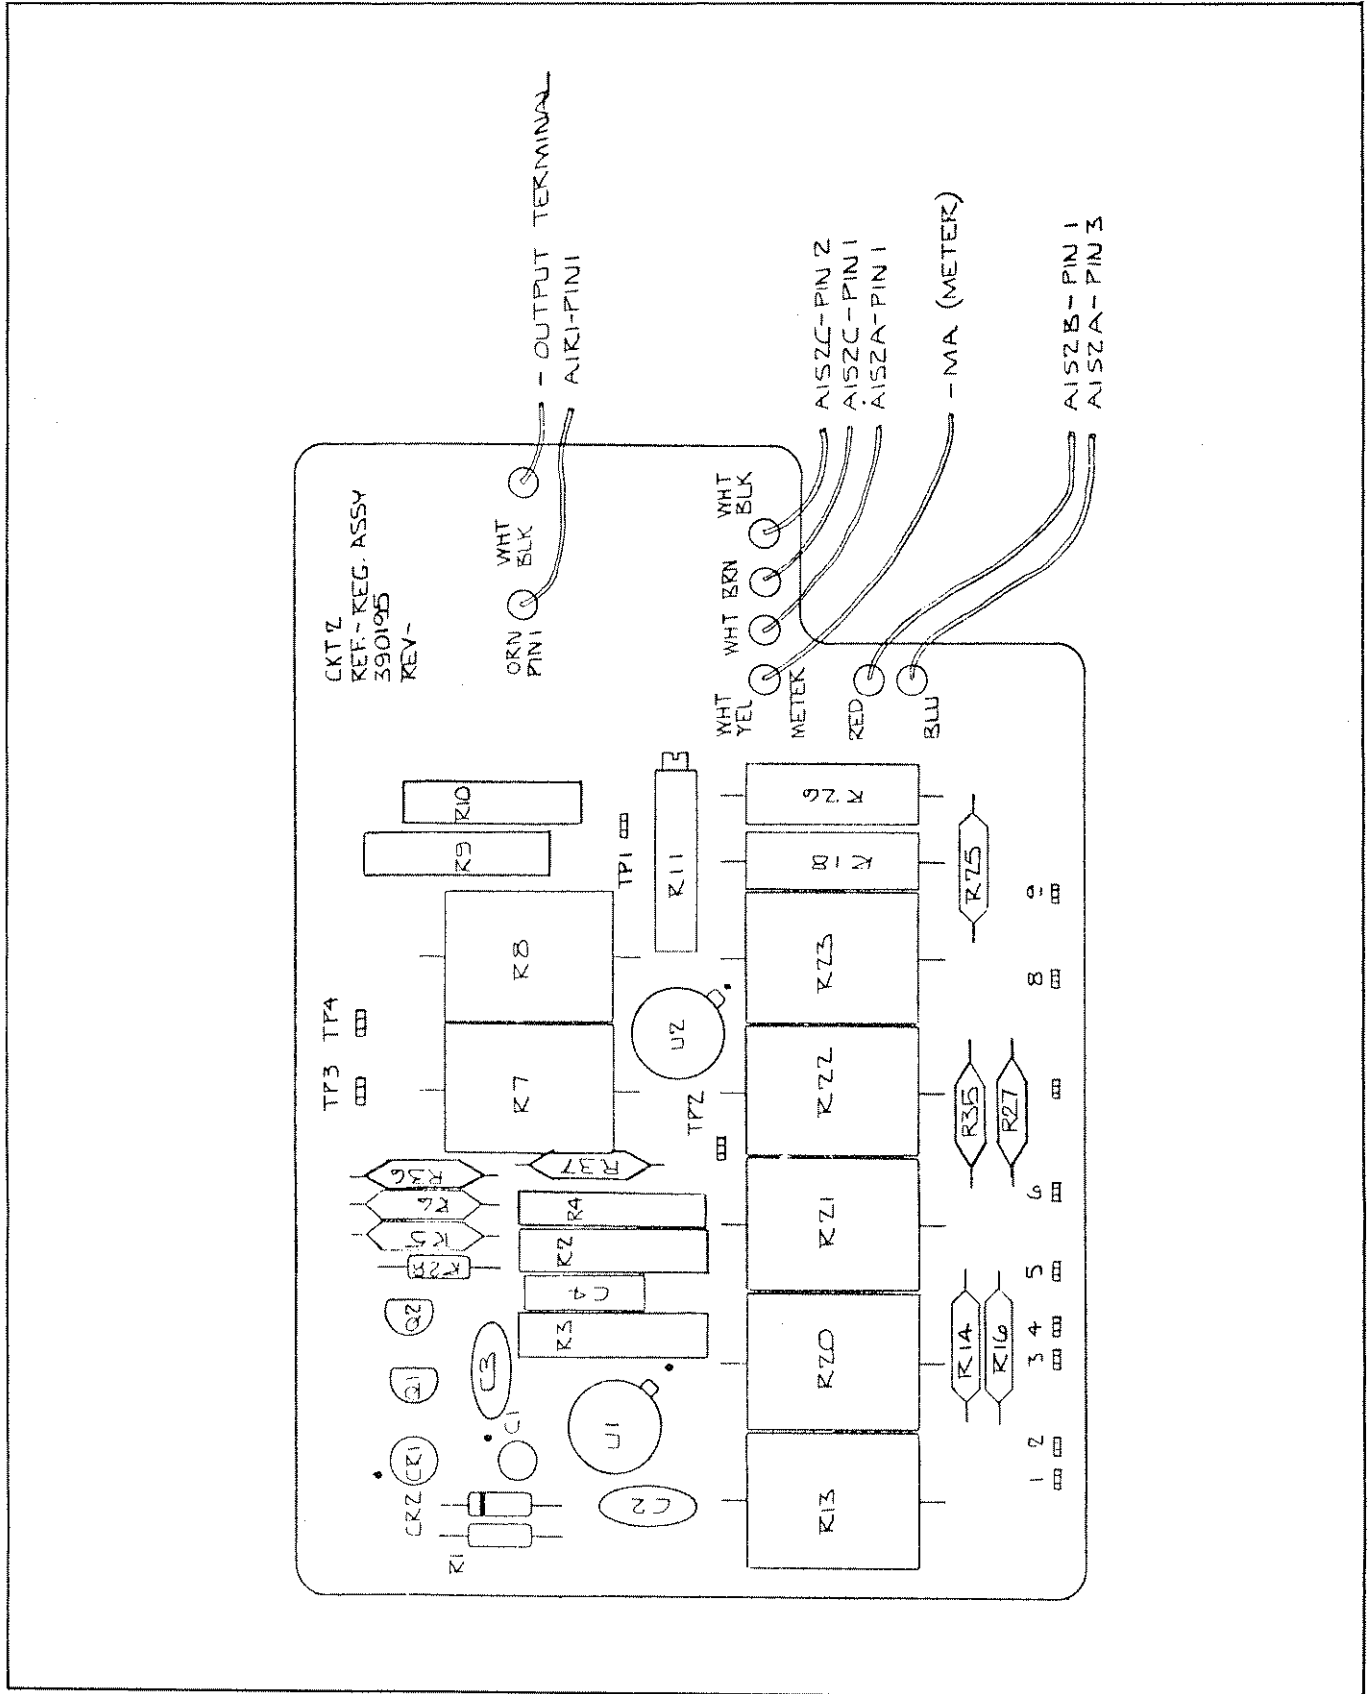 CKT 2
REF.-REG. ASSY
390195
REV-
WHT
BLK
- OUTPUT TERMINAL
ORN
PIN 1
A1R1-PIN1
WHT
BLK
A1S2C-PIN 2
WHT BRN
A1S2C-PIN 1
A1S2A-PIN 1
WHT
YEL
METER
-MA (METER)
RED
A1S2B-PIN 1
BLU
A1S2A-PIN 3
TP3
TP4
R10
R9
TP1
R11
R8
R7
U2
TP2
R36
R6
R5
R28
R37
R4
R2
C4
R3
Q2
Q1
C3
CR1
C1
CR2
R1
U1
C2
R13
R20
R21
R22
R23
R18
R26
R14
R16
R35
R27
R25
1
2
3
4
5
6
8
9